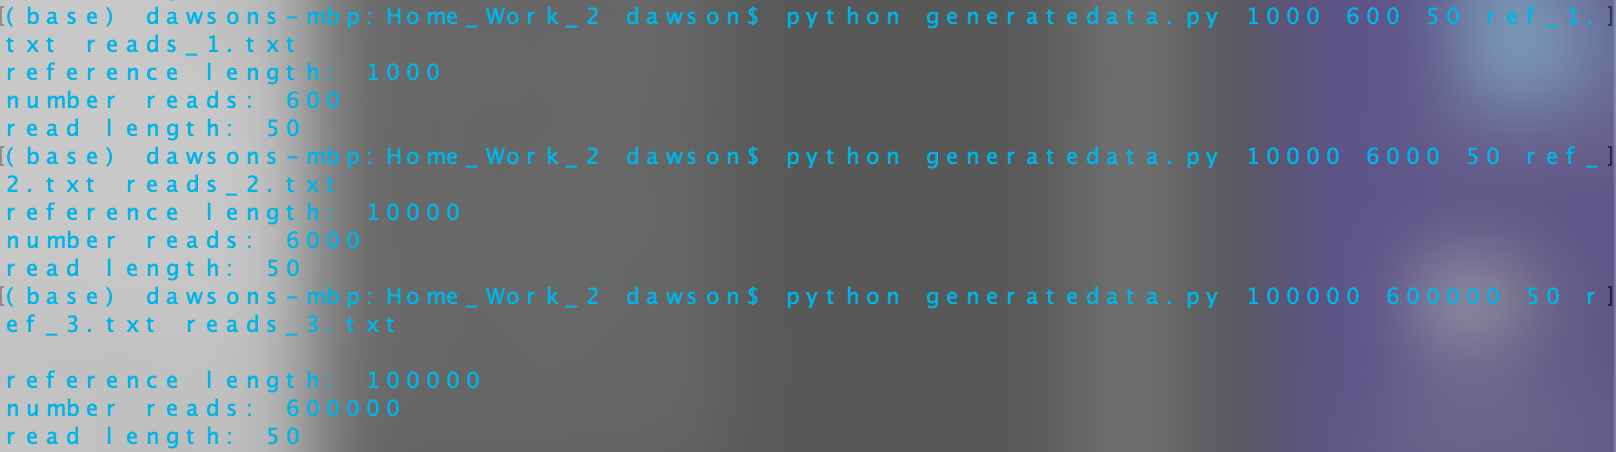 [(base) dawsons-mbp:Home_Work_2 dawson$ python generatedata.py 1000 600 50 ref_1.]
txt reads_1.txt
reference length: 1000
number reads: 600
read length: 50
[(base) dawsons-mbp:Home_Work_2 dawson$ python generatedata.py 10000 6000 50 ref_]
2.txt reads_2.txt
reference length: 10000
number reads: 6000
read length: 50
[(base) dawsons-mbp:Home_Work_2 dawson$ python generatedata.py 100000 600000 50 r]
ef_3.txt reads_3.txt
reference length: 100000
number reads: 600000
read length: 50